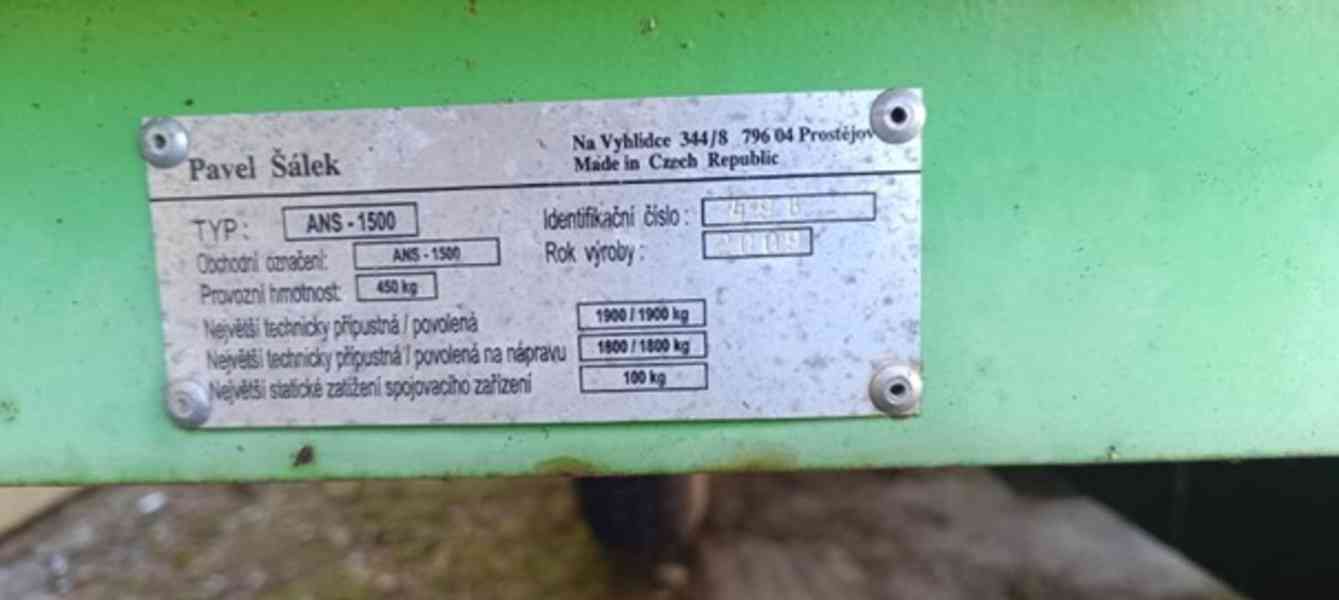 Pavel Šálek
Na Vyhlídce 344/8 796 04 Prostějov
Made in Czech Republic
TYP: ANS - 1500
Identifikační číslo:
Obchodní označení: ANS - 1500
Rok výroby:
Provozní hmotnost: 450 kg
Největší technicky přípustná / povolená 1900 / 1900 kg
Největší technicky přípustná / povolená na nápravu 1800 / 1800 kg
Největší statické zatížení spojovacího zařízení 100 kg